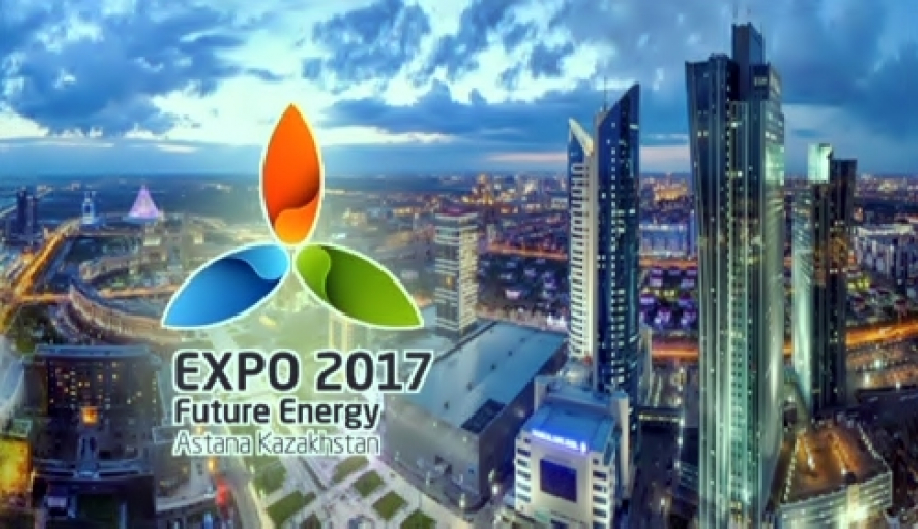 EXPO 2017
Future Energy
Astana Kazakhstan